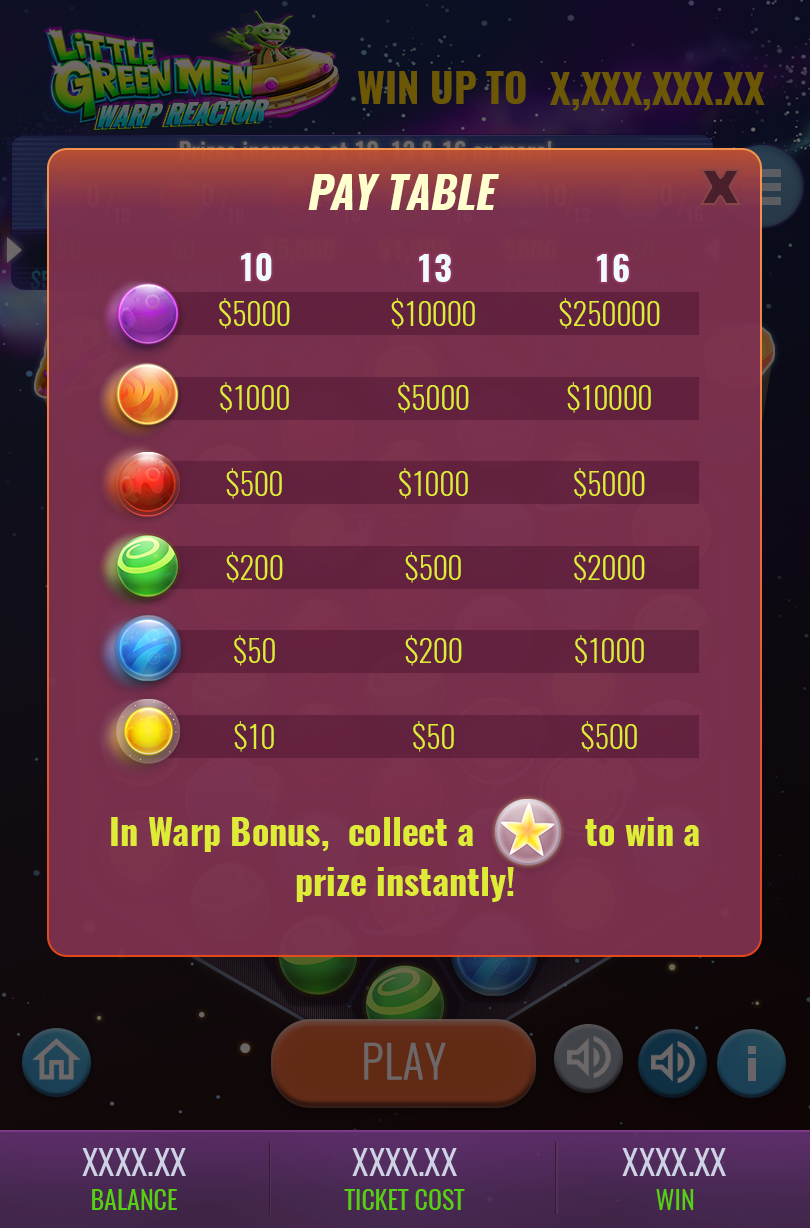 LiTTLE
GREEN MEN
WARP REACTOR
WIN UP TO X,XXX,XXX.XX
Prizes increase at 10, 13 & 16 or more!
PAY TABLE X
10 13 16
$5000 $10000 $250000
$1000 $5000 $10000
$500 $1000 $5000
$200 $500 $2000
$50 $200 $1000
$10 $50 $500
In Warp Bonus, collect a to win a
prize instantly!
PLAY
i
XXXX.XX XXXX.XX XXXX.XX
BALANCE TICKET COST WIN